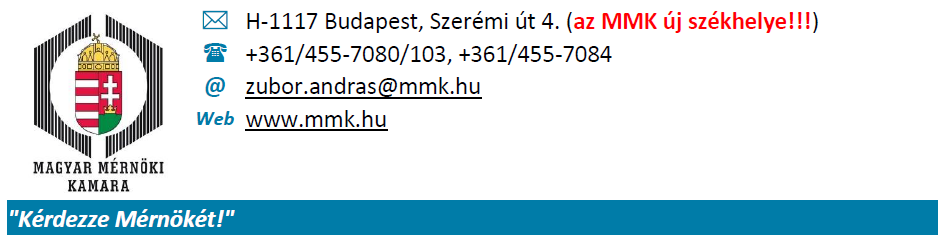 H-1117 Budapest, Szerémi út 4. (az MMK új székhelye!!!)
+361/455-7080/103, +361/455-7084
@ zubor.andras@mmk.hu
Web www.mmk.hu
MAGYAR MÉRNÖKI
KAMARA
"Kérdezze Mérnökét!"